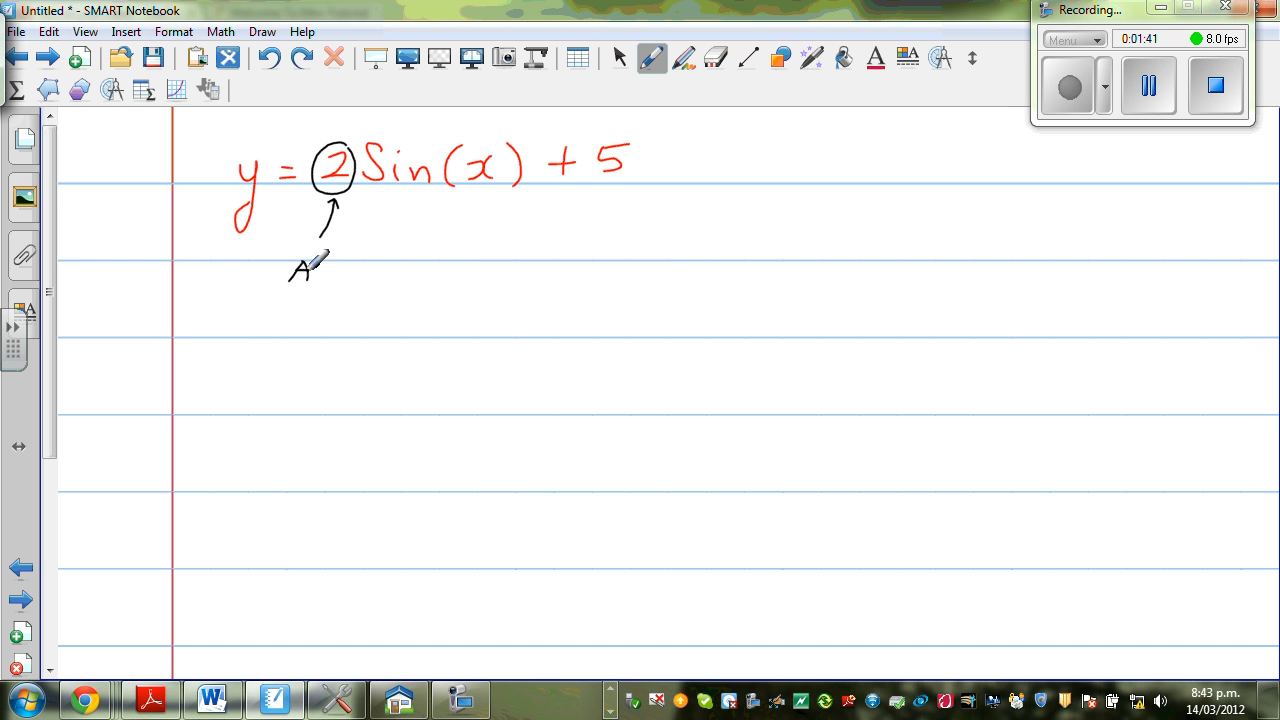 Untitled * - SMART Notebook
Recording...
File Edit View Insert Format Math Draw Help
Menu 0:01:41 8.0 fps
y = 2 Sin(x) + 5
A
8:43 p.m.
14/03/2012